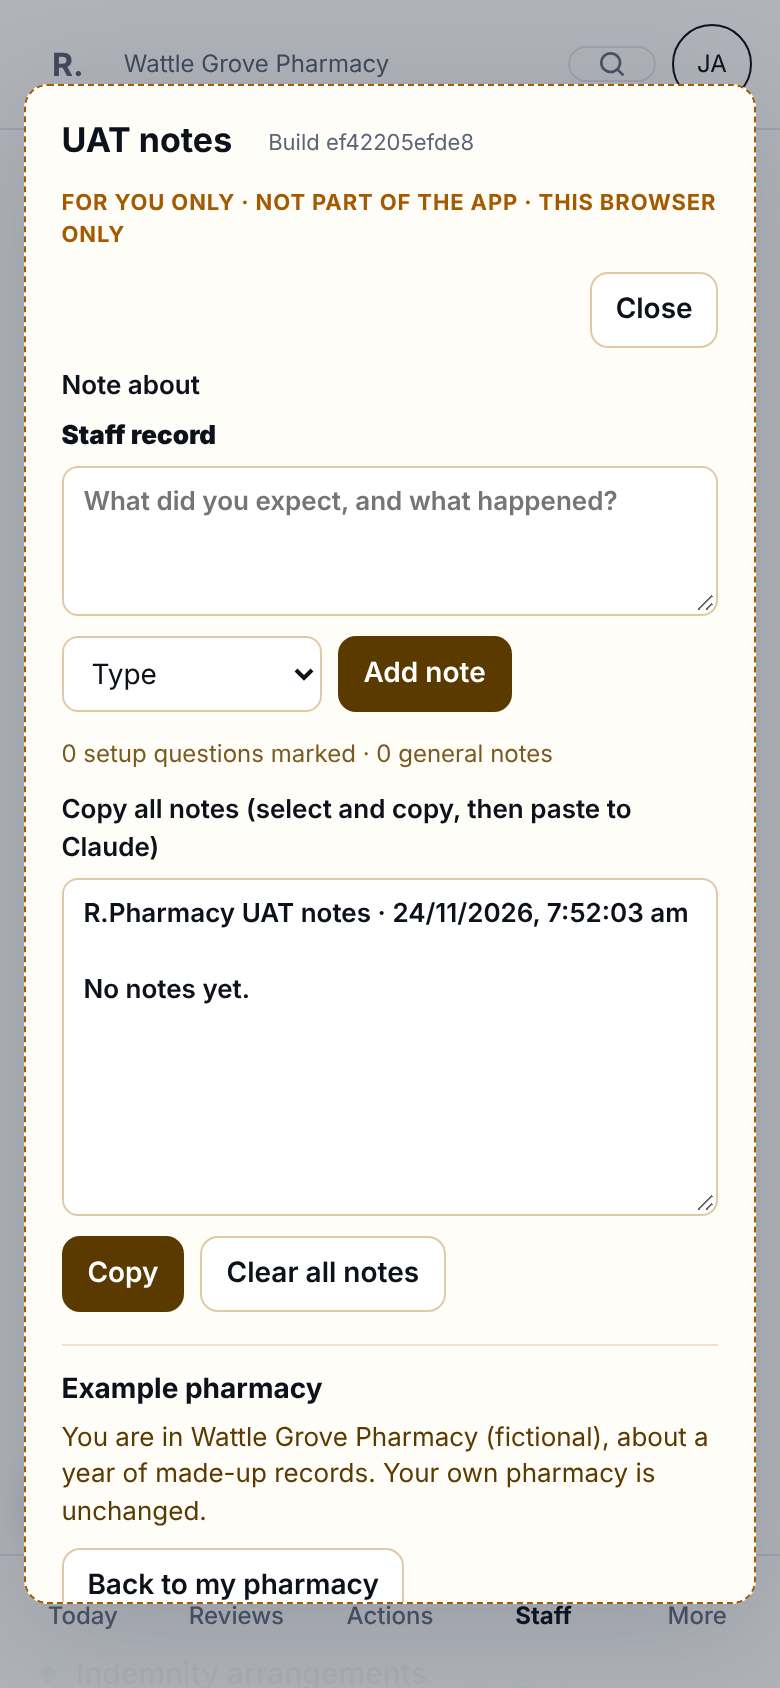 R. Wattle Grove Pharmacy JA
UAT notes Build ef42205efde8
FOR YOU ONLY · NOT PART OF THE APP · THIS BROWSER
ONLY
Close
Note about
Staff record
What did you expect, and what happened?
Type Add note
0 setup questions marked · 0 general notes
Copy all notes (select and copy, then paste to
Claude)
R.Pharmacy UAT notes · 24/11/2026, 7:52:03 am
No notes yet.
Copy Clear all notes
Example pharmacy
You are in Wattle Grove Pharmacy (fictional), about a
year of made-up records. Your own pharmacy is
unchanged.
Back to my pharmacy
Today Reviews Actions Staff More
Indemnity arrangements